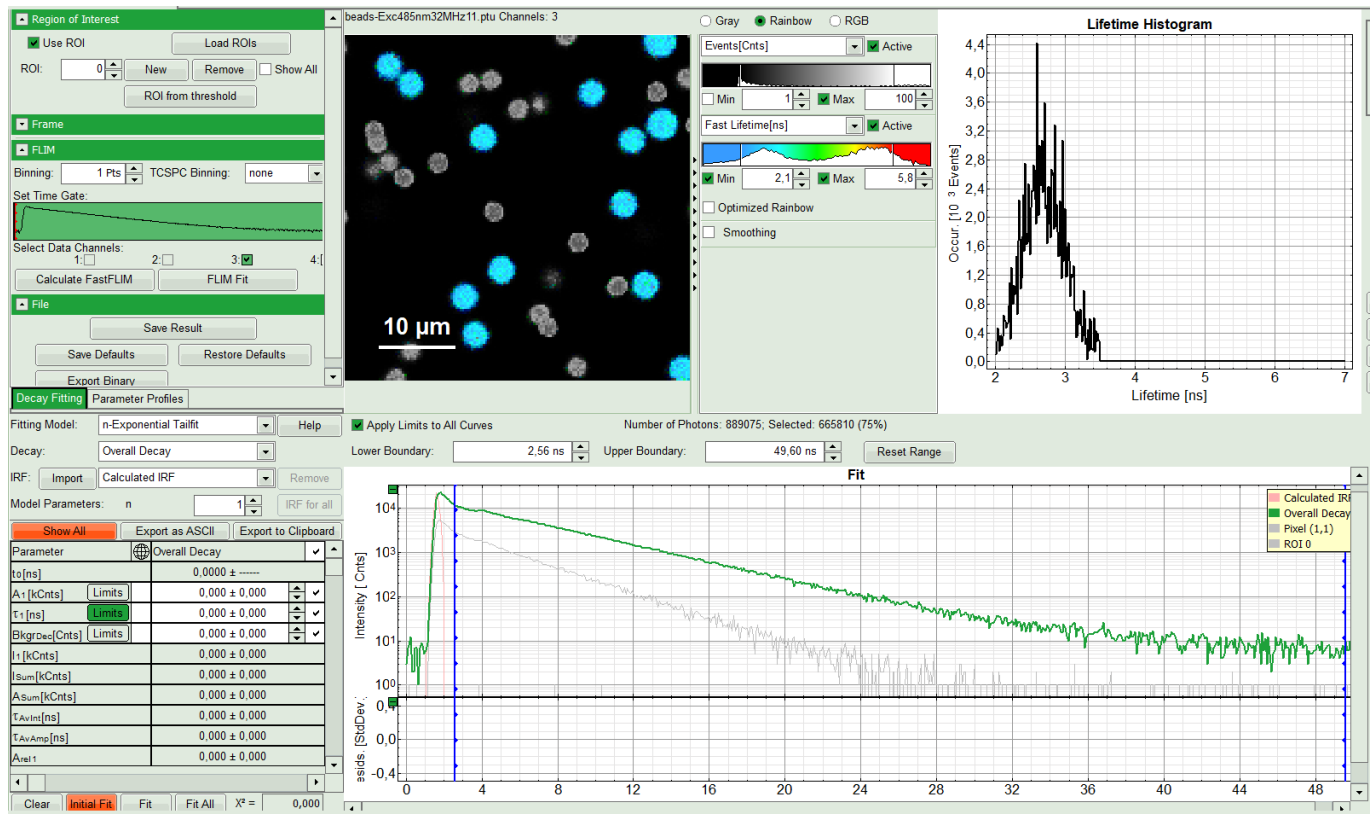 Region of Interest
Use ROI
Load ROIs
ROI:
0
New
Remove
Show All
ROI from threshold
Frame
FLIM
Binning:
1 Pts
TCSPC Binning:
none
Set Time Gate:
Select Data Channels:
1:
2:
3:
4:
Calculate FastFLIM
FLIM Fit
File
Save Result
Save Defaults
Restore Defaults
Export Binary
beads-Exc485nm32MHz11.ptu Channels: 3
10 µm
Gray
Rainbow
RGB
Events[Cnts]
Active
Min
1
Max
100
Fast Lifetime[ns]
Active
Min
2,1
Max
5,8
Optimized Rainbow
Smoothing
Lifetime Histogram
Occur. [10 3 Events]
4,4
4,0
3,6
3,2
2,8
2,4
2,0
1,6
1,2
0,8
0,4
0,0
2 3 4 5 6 7
Lifetime [ns]
Decay Fitting
Parameter Profiles
Fitting Model:
n-Exponential Tailfit
Help
Decay:
Overall Decay
IRF:
Import
Calculated IRF
Remove
Model Parameters:
n
1
IRF for all
Show All
Export as ASCII
Export to Clipboard
Parameter
Overall Decay
to[ns]
0,0000 ± ------
A1[kCnts]
Limits
0,000 ± 0,000
τ1[ns]
Limits
0,000 ± 0,000
BkgrDec[Cnts]
Limits
0,000 ± 0,000
I1[kCnts]
0,000 ± 0,000
ISum[kCnts]
0,000 ± 0,000
ASum[kCnts]
0,000 ± 0,000
τAvInt[ns]
0,000 ± 0,000
τAvAmp[ns]
0,000 ± 0,000
Arel1
0,000 ± 0,000
Clear
Initial Fit
Fit
Fit All
X² =
0,000
Apply Limits to All Curves
Number of Photons: 889075; Selected: 665810 (75%)
Lower Boundary:
2,56 ns
Upper Boundary:
49,60 ns
Reset Range
Fit
Intensity [ Cnts]
10⁴
10³
10²
10¹
10⁰
Calculated IRF
Overall Decay
Pixel (1,1)
ROI 0
esids. [StdDev.]
0,4
0,0
-0,4
0 4 8 12 16 20 24 28 32 36 40 44 48